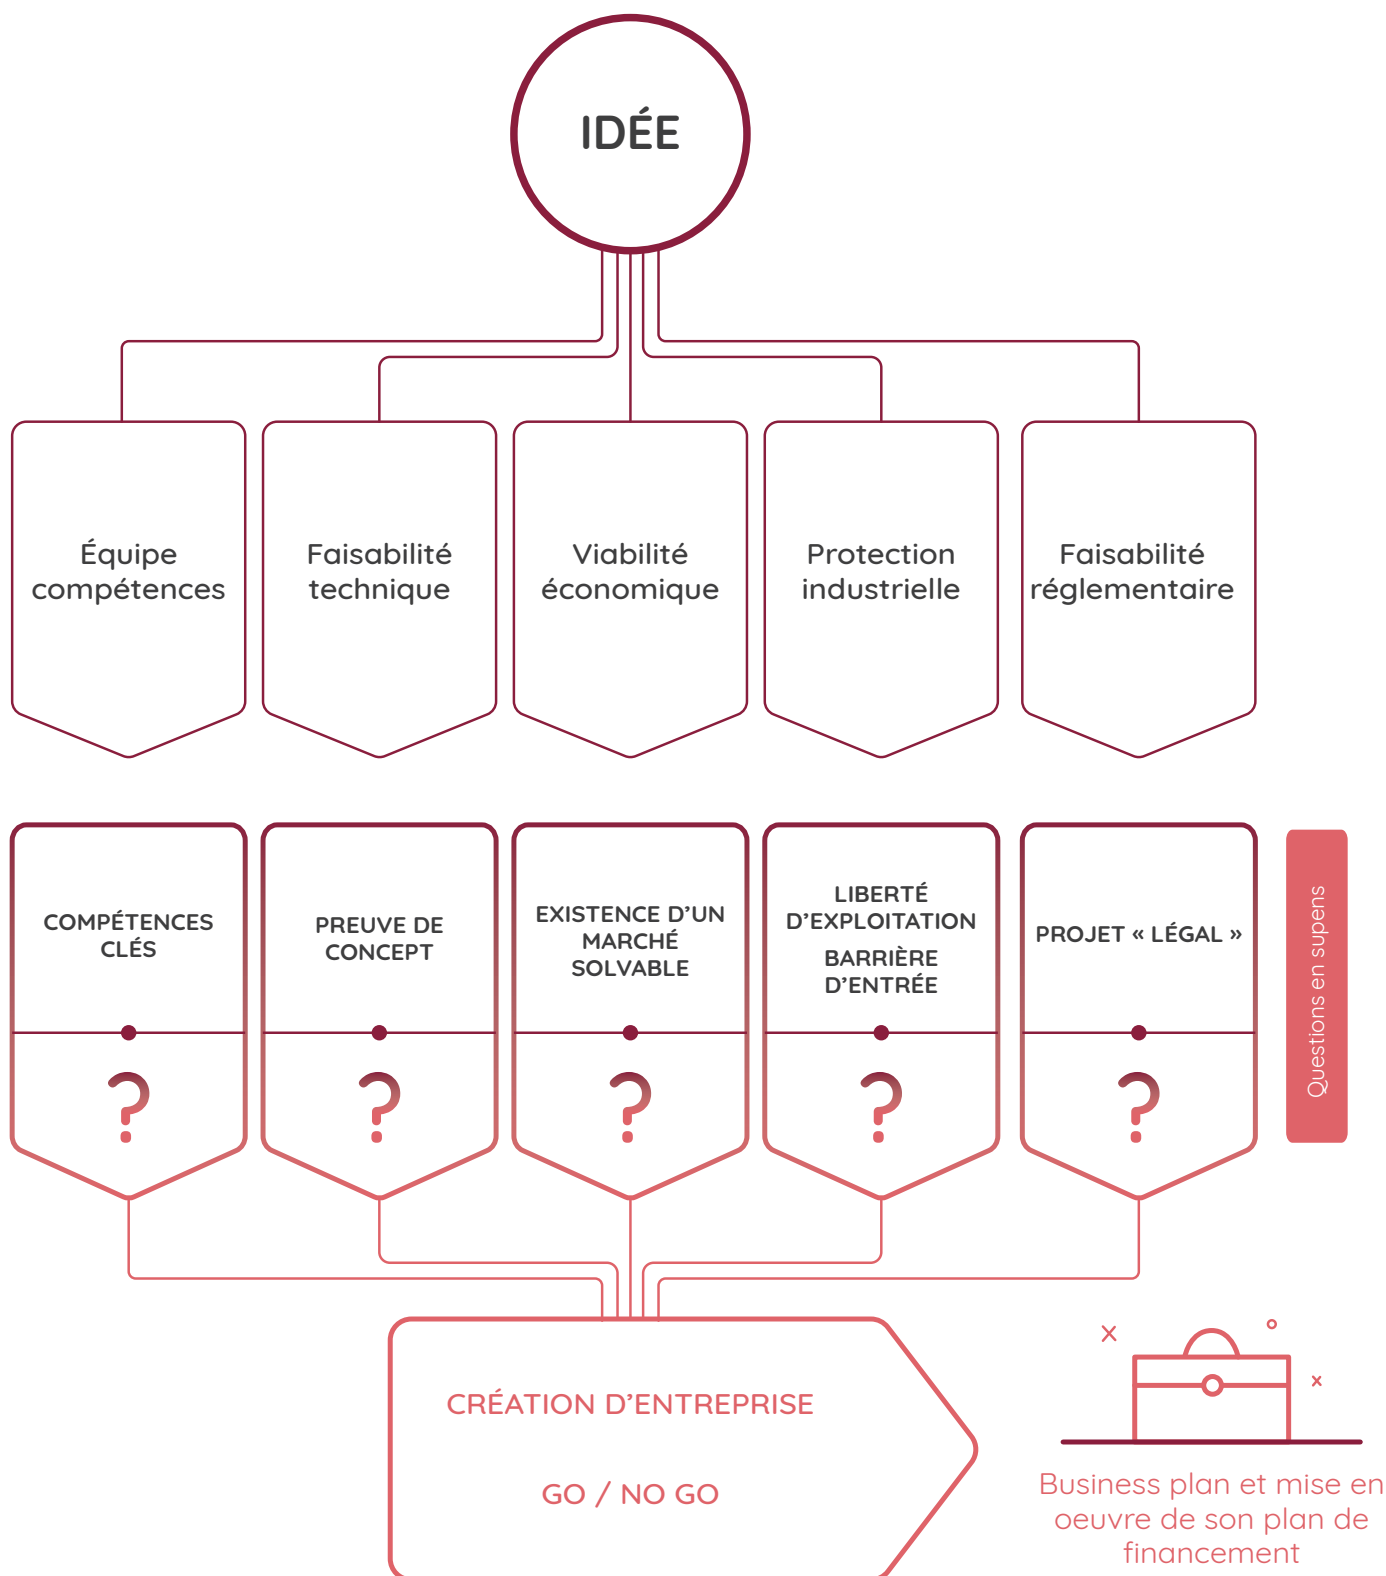 IDÉE
Équipe
compétences
Faisabilité
technique
Viabilité
économique
Protection
industrielle
Faisabilité
réglementaire
COMPÉTENCES
CLÉS
?
PREUVE DE
CONCEPT
?
EXISTENCE D’UN
MARCHÉ
SOLVABLE
?
LIBERTÉ
D’EXPLOITATION
BARRIÈRE
D’ENTRÉE
?
PROJET « LÉGAL »
?
Questions en supens
CRÉATION D’ENTREPRISE
GO / NO GO
Business plan et mise en
oeuvre de son plan de
financement